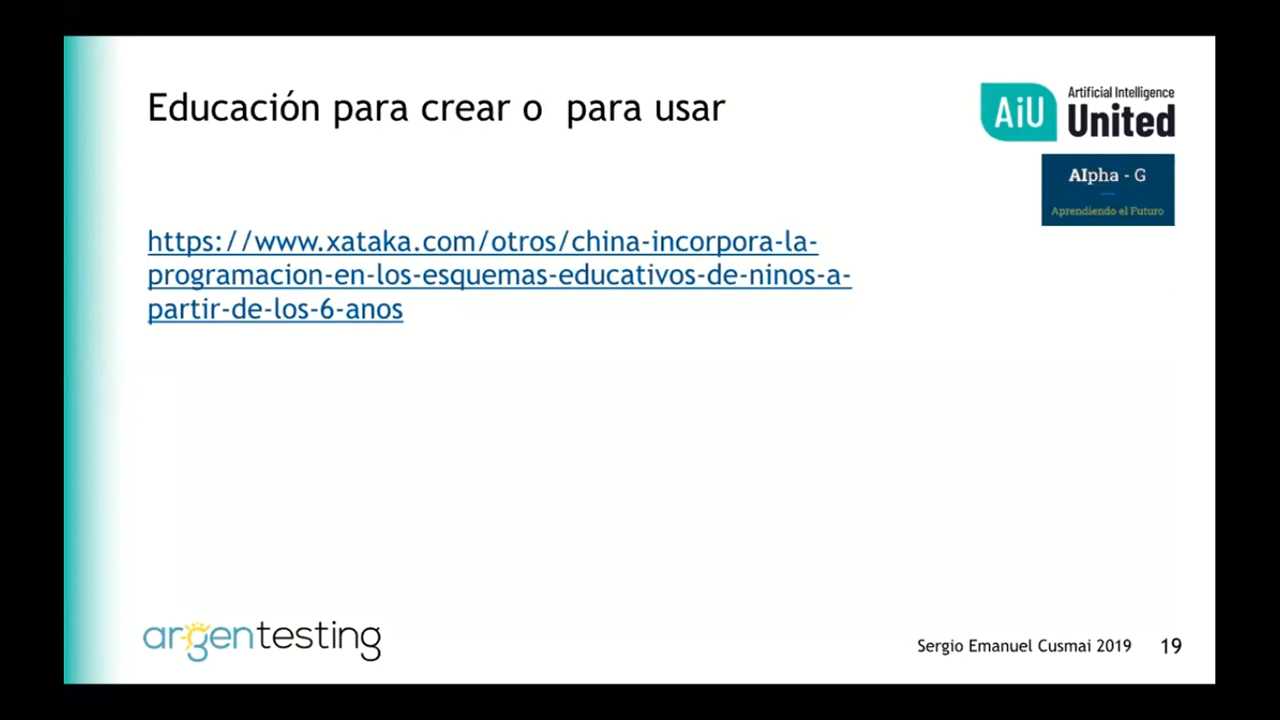 Educación para crear o para usar
AiU
Artificial Intelligence
United
AIpha - G
Aprendiendo el Futuro
https://www.xataka.com/otros/china-incorpora-la-
programacion-en-los-esquemas-educativos-de-ninos-a-
partir-de-los-6-anos
argentesting
Sergio Emanuel Cusmai 2019
19